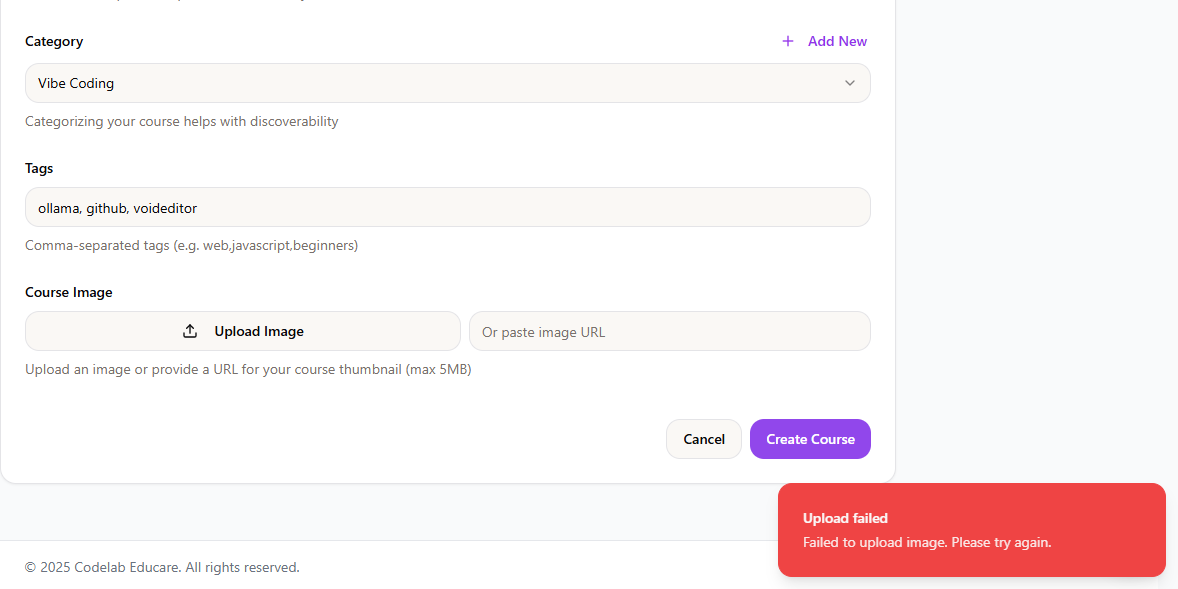 Category
+ Add New
Vibe Coding
Categorizing your course helps with discoverability
Tags
ollama, github, voideditor
Comma-separated tags (e.g. web,javascript,beginners)
Course Image
Upload Image
Or paste image URL
Upload an image or provide a URL for your course thumbnail (max 5MB)
Cancel
Create Course
Upload failed
Failed to upload image. Please try again.
© 2025 Codelab Educare. All rights reserved.